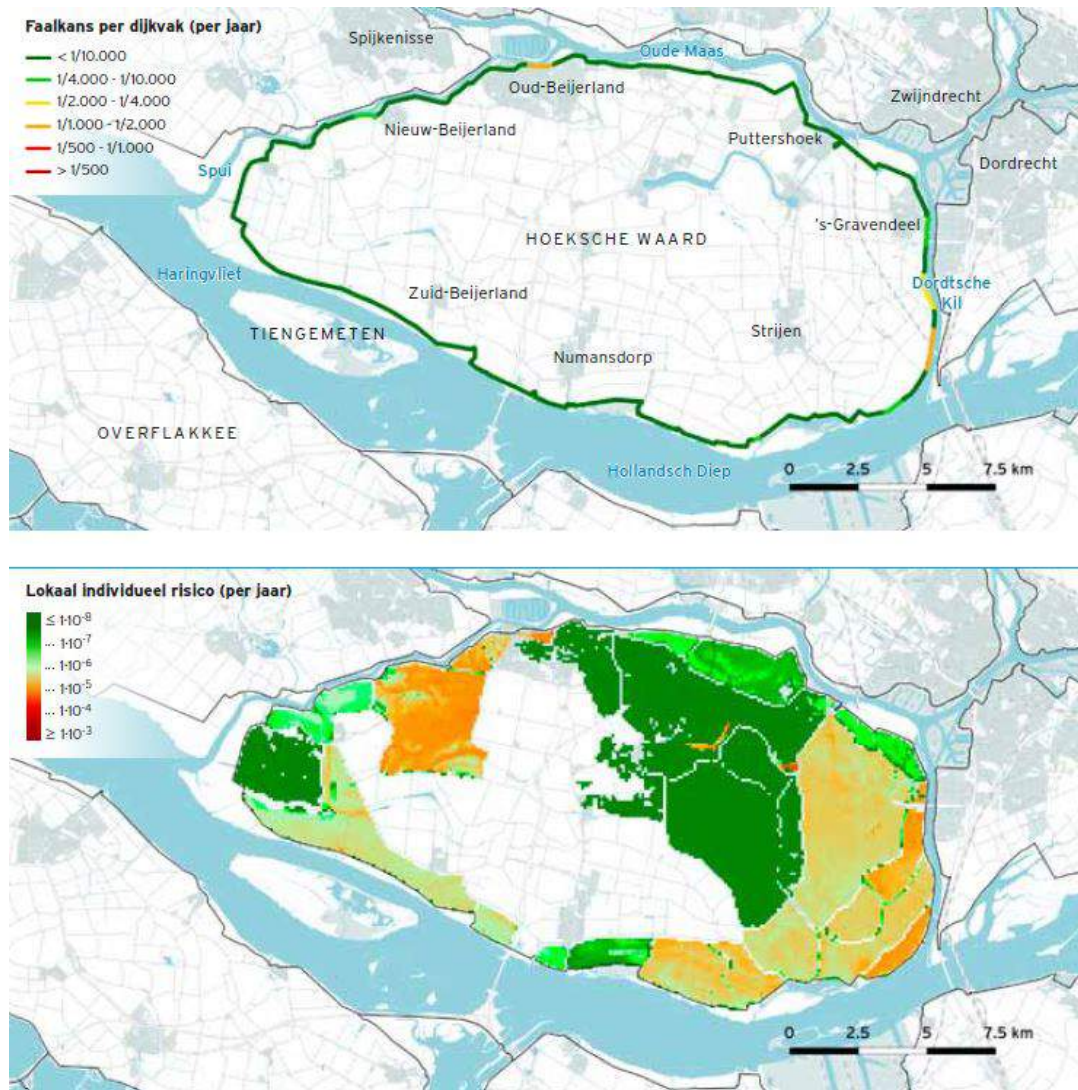 Faalkans per dijkvak (per jaar)
< 1/10.000
1/4.000 - 1/10.000
1/2.000 - 1/4.000
1/1.000 -1/2.000
1/500 - 1/1.000
> 1/500
Spijkenisse
Oude Maas
Oud-Beijerland
Zwijndrecht
Nieuw-Beijerland
Puttershoek
Dordrecht
Spui
's-Gravendeel
HOEKSCHE WAARD
Haringvliet
Dordtsche
Kil
Zuid-Beijerland
TIENGEMETEN
Strijen
Numansdorp
OVERFLAKKEE
Hollandsch Diep
0 2.5 5 7.5 km
Lokaal individueel risico (per jaar)
≤ 1·10⁻⁸
... 1·10⁻⁷
... 1·10⁻⁶
... 1·10⁻⁵
... 1·10⁻⁴
≥ 1·10⁻³
0 2.5 5 7.5 km